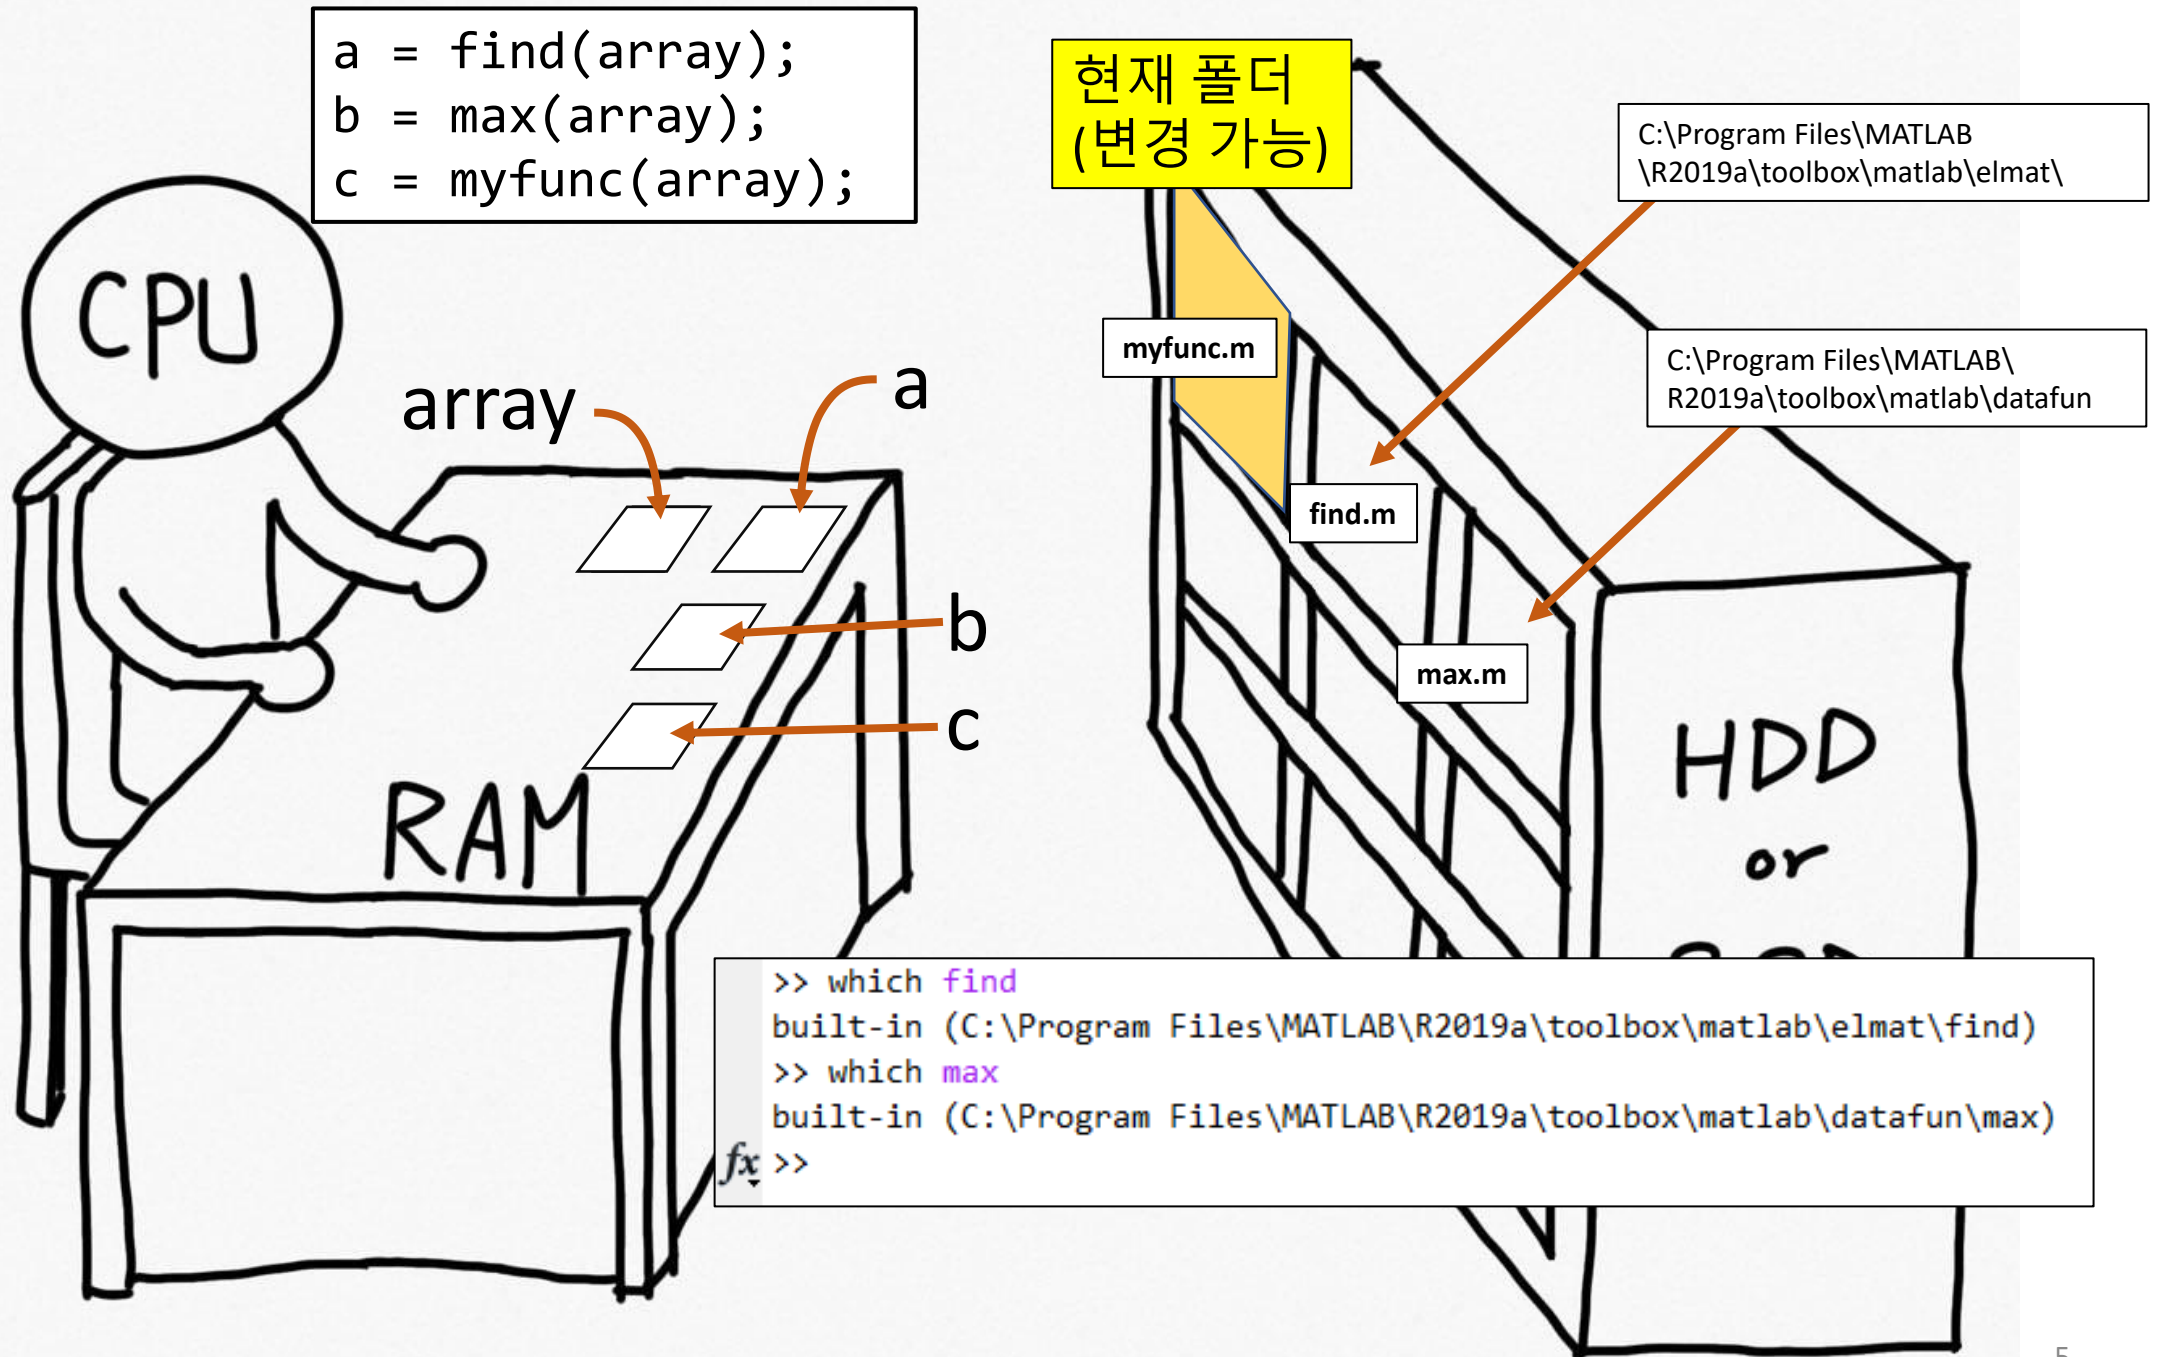 a = find(array);
b = max(array);
c = myfunc(array);
현재 폴더
(변경 가능)
C:\Program Files\MATLAB
\R2019a\toolbox\matlab\elmat\
C:\Program Files\MATLAB\
R2019a\toolbox\matlab\datafun
CPU
myfunc.m
array
a
find.m
b
max.m
c
RAM
HDD
or
>> which find
built-in (C:\Program Files\MATLAB\R2019a\toolbox\matlab\elmat\find)
>> which max
built-in (C:\Program Files\MATLAB\R2019a\toolbox\matlab\datafun\max)
fx >>